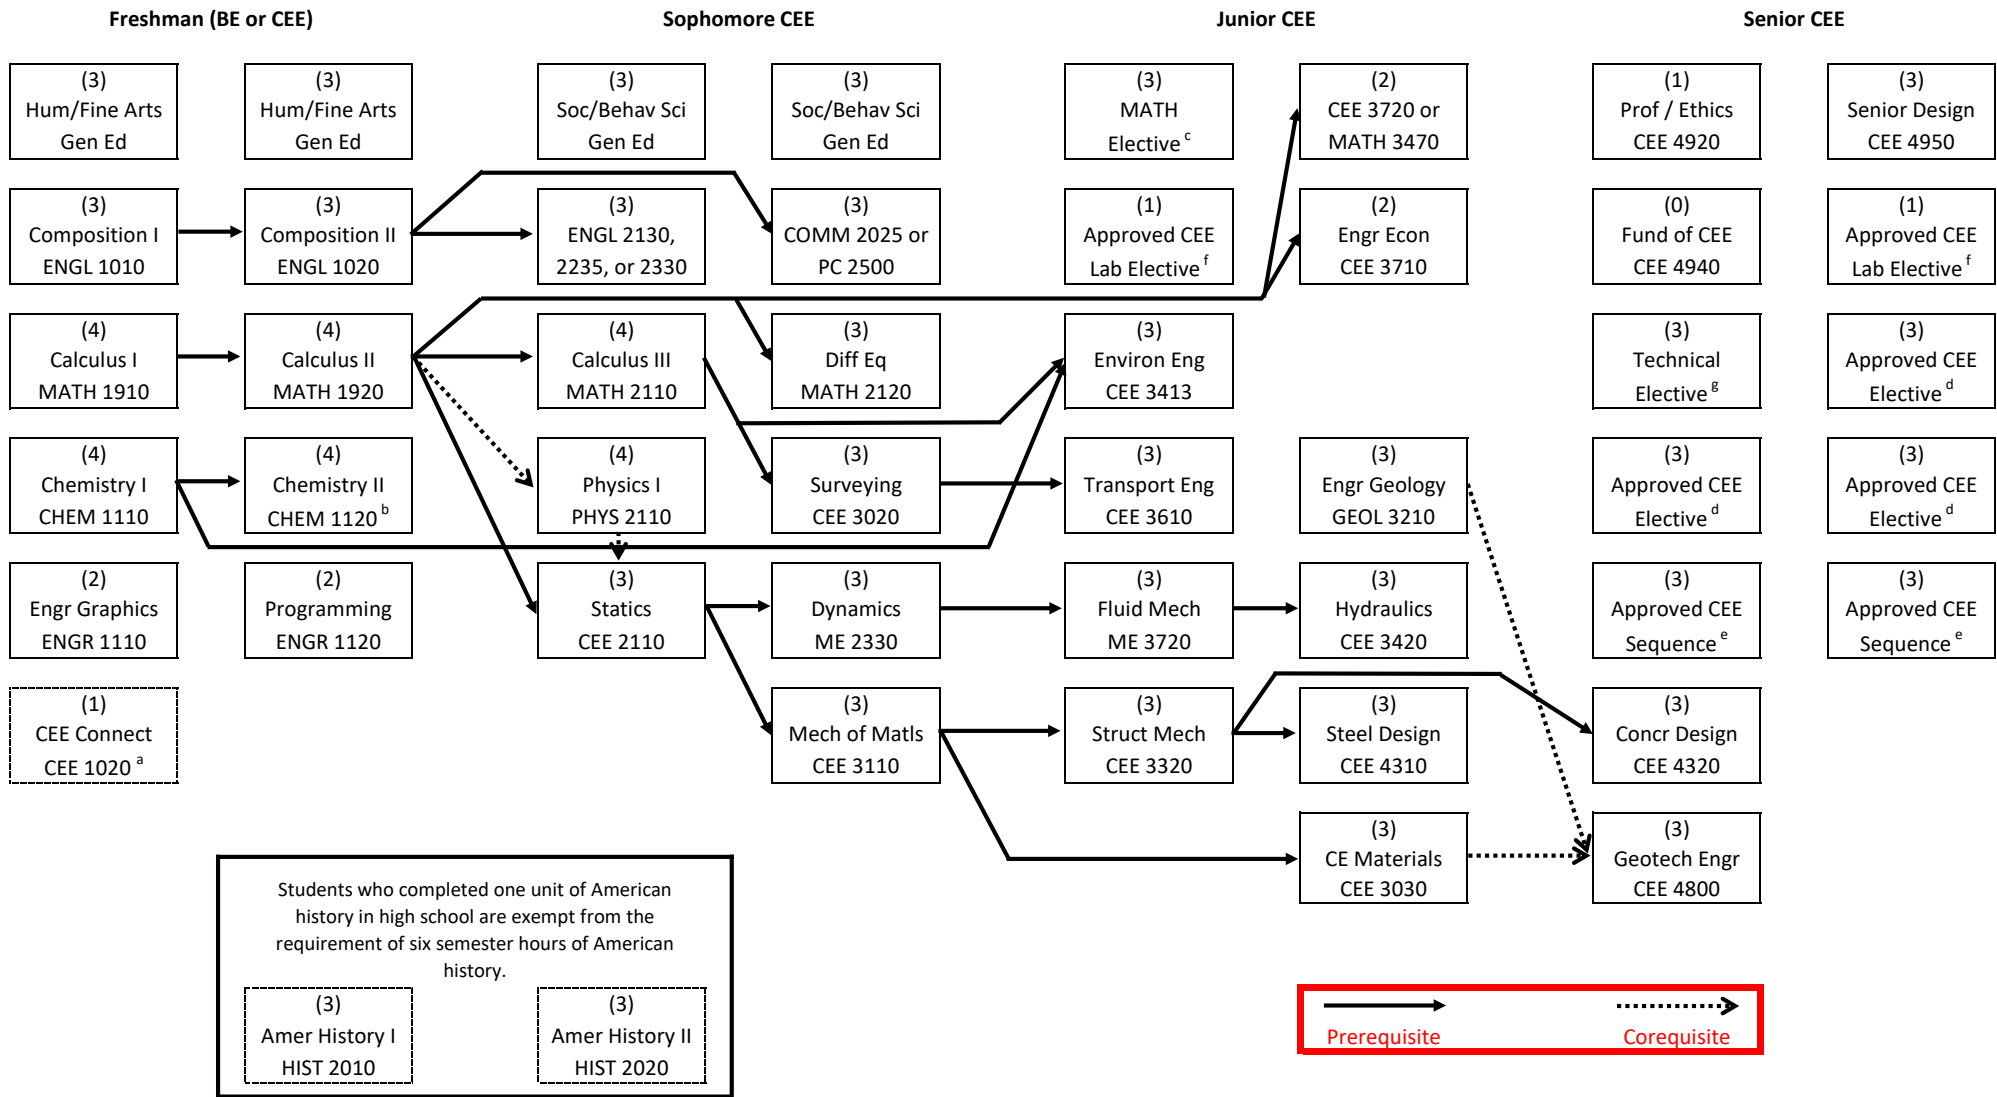 Freshman (BE or CEE)
Sophomore CEE
Junior CEE
Senior CEE
(3)
Hum/Fine Arts
Gen Ed
(3)
Hum/Fine Arts
Gen Ed
(3)
Soc/Behav Sci
Gen Ed
(3)
Soc/Behav Sci
Gen Ed
(3)
MATH
Elective c
(2)
CEE 3720 or
MATH 3470
(1)
Prof / Ethics
CEE 4920
(3)
Senior Design
CEE 4950
(3)
Composition I
ENGL 1010
(3)
Composition II
ENGL 1020
(3)
ENGL 2130,
2235, or 2330
(3)
COMM 2025 or
PC 2500
(1)
Approved CEE
Lab Elective f
(2)
Engr Econ
CEE 3710
(0)
Fund of CEE
CEE 4940
(1)
Approved CEE
Lab Elective f
(4)
Calculus I
MATH 1910
(4)
Calculus II
MATH 1920
(4)
Calculus III
MATH 2110
(3)
Diff Eq
MATH 2120
(3)
Environ Eng
CEE 3413
(3)
Technical
Elective g
(3)
Approved CEE
Elective d
(4)
Chemistry I
CHEM 1110
(4)
Chemistry II
CHEM 1120 b
(4)
Physics I
PHYS 2110
(3)
Surveying
CEE 3020
(3)
Transport Eng
CEE 3610
(3)
Engr Geology
GEOL 3210
(3)
Approved CEE
Elective d
(3)
Approved CEE
Elective d
(2)
Engr Graphics
ENGR 1110
(2)
Programming
ENGR 1120
(3)
Statics
CEE 2110
(3)
Dynamics
ME 2330
(3)
Fluid Mech
ME 3720
(3)
Hydraulics
CEE 3420
(3)
Approved CEE
Sequence e
(3)
Approved CEE
Sequence e
(1)
CEE Connect
CEE 1020 a
(3)
Mech of Matls
CEE 3110
(3)
Struct Mech
CEE 3320
(3)
Steel Design
CEE 4310
(3)
Concr Design
CEE 4320
(3)
CE Materials
CEE 3030
(3)
Geotech Engr
CEE 4800
Students who completed one unit of American
history in high school are exempt from the
requirement of six semester hours of American
history.
(3)
Amer History I
HIST 2010
(3)
Amer History II
HIST 2020
Prerequisite
Corequisite